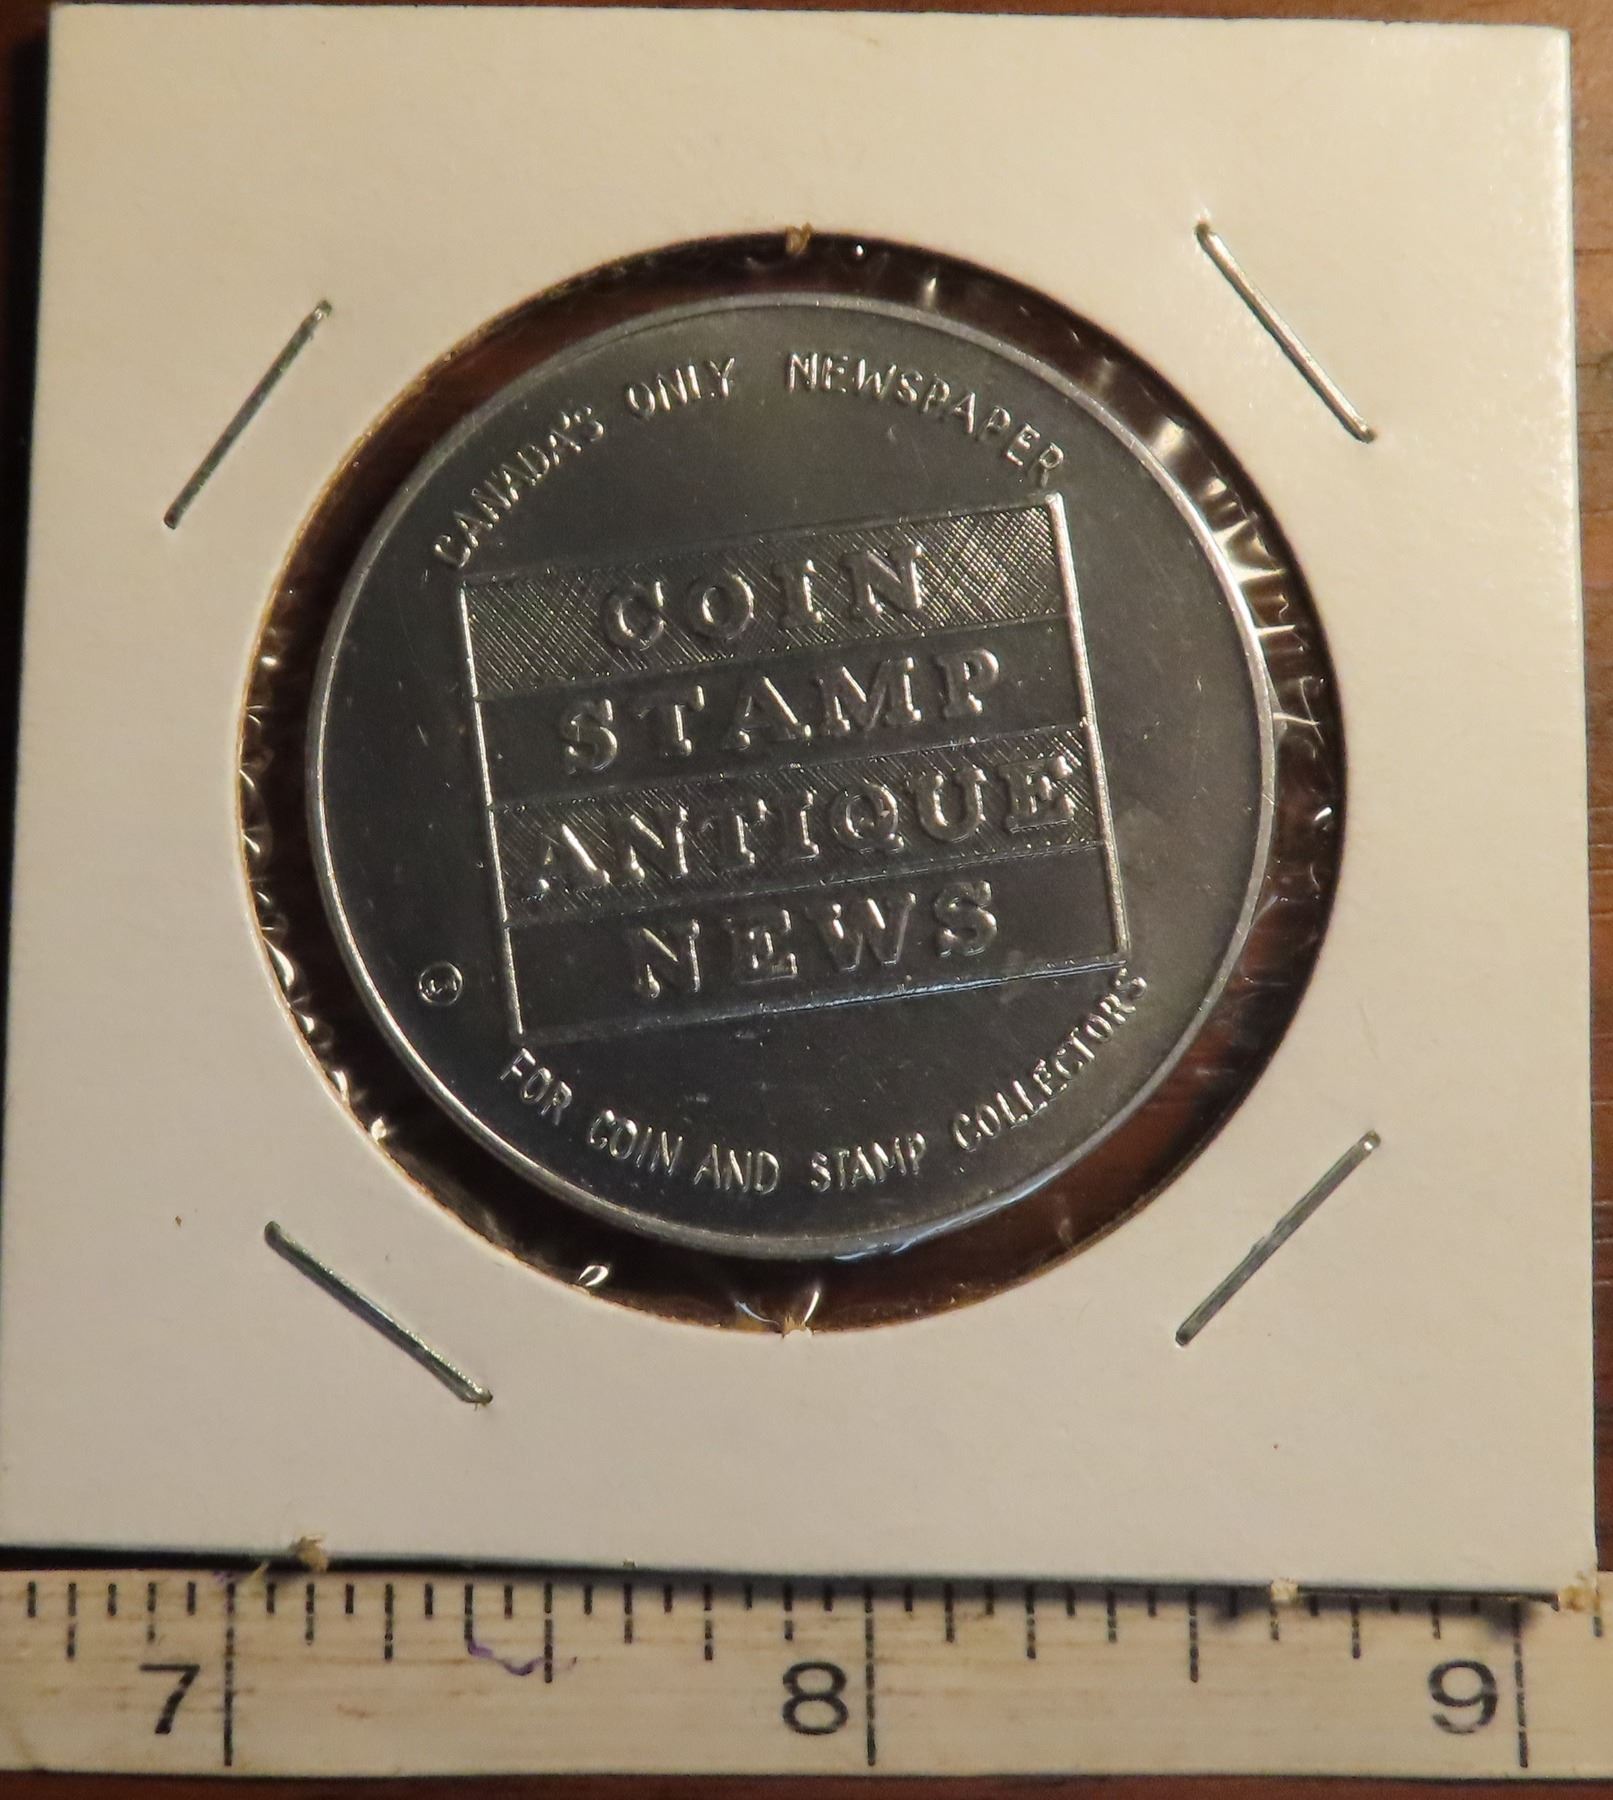 CANADA'S ONLY NEWSPAPER
COIN
STAMP
ANTIQUE
NEWS
FOR COIN AND STAMP COLLECTORS
7 8 9